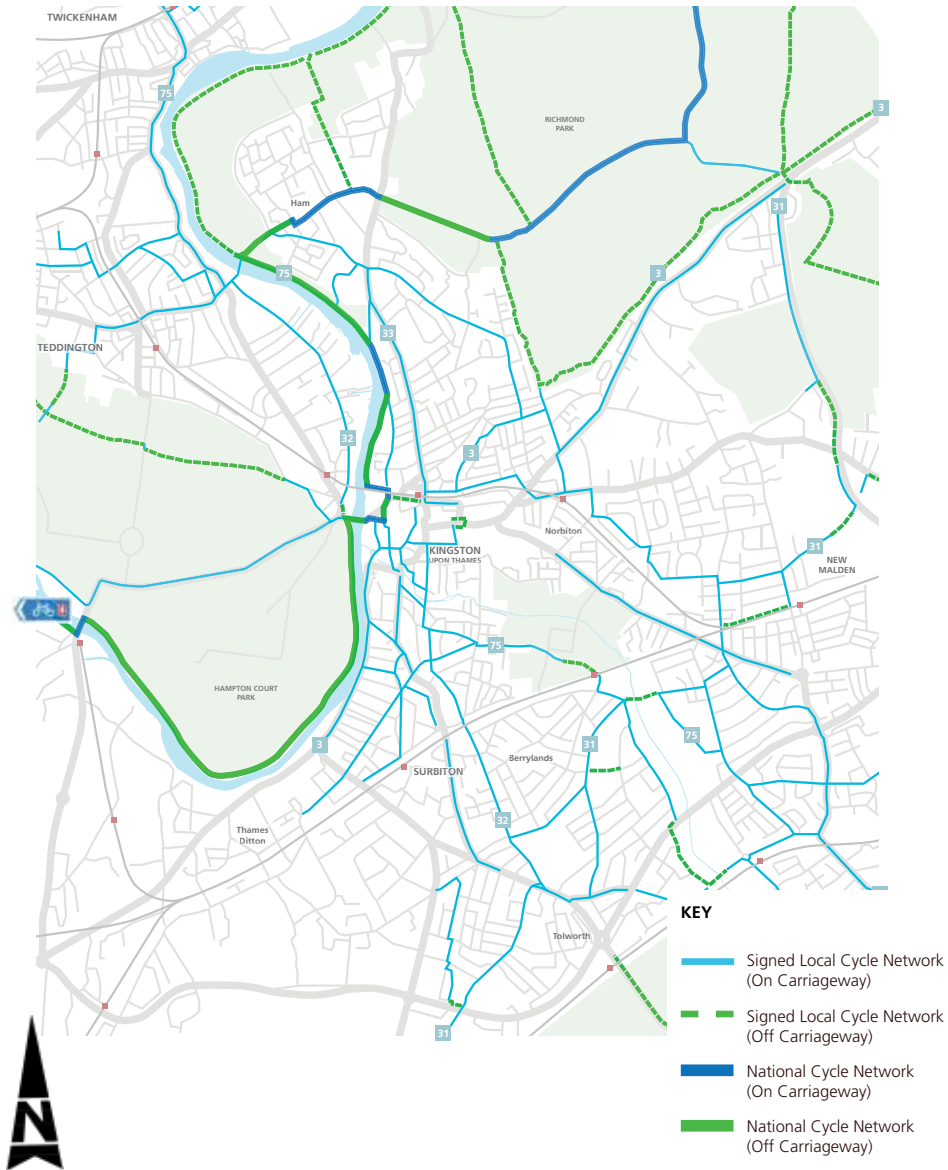 TWICKENHAM
75
3
RICHMOND
PARK
Ham
31
75
3
33
TEDDINGTON
32
3
Norbiton
KINGSTON
UPON THAMES
31
NEW
MALDEN
4
75
HAMPTON COURT
PARK
3
31
75
Berrylands
SURBITON
32
Thames
Ditton
Tolworth
31
KEY
Signed Local Cycle Network
(On Carriageway)
Signed Local Cycle Network
(Off Carriageway)
National Cycle Network
(On Carriageway)
National Cycle Network
(Off Carriageway)
N